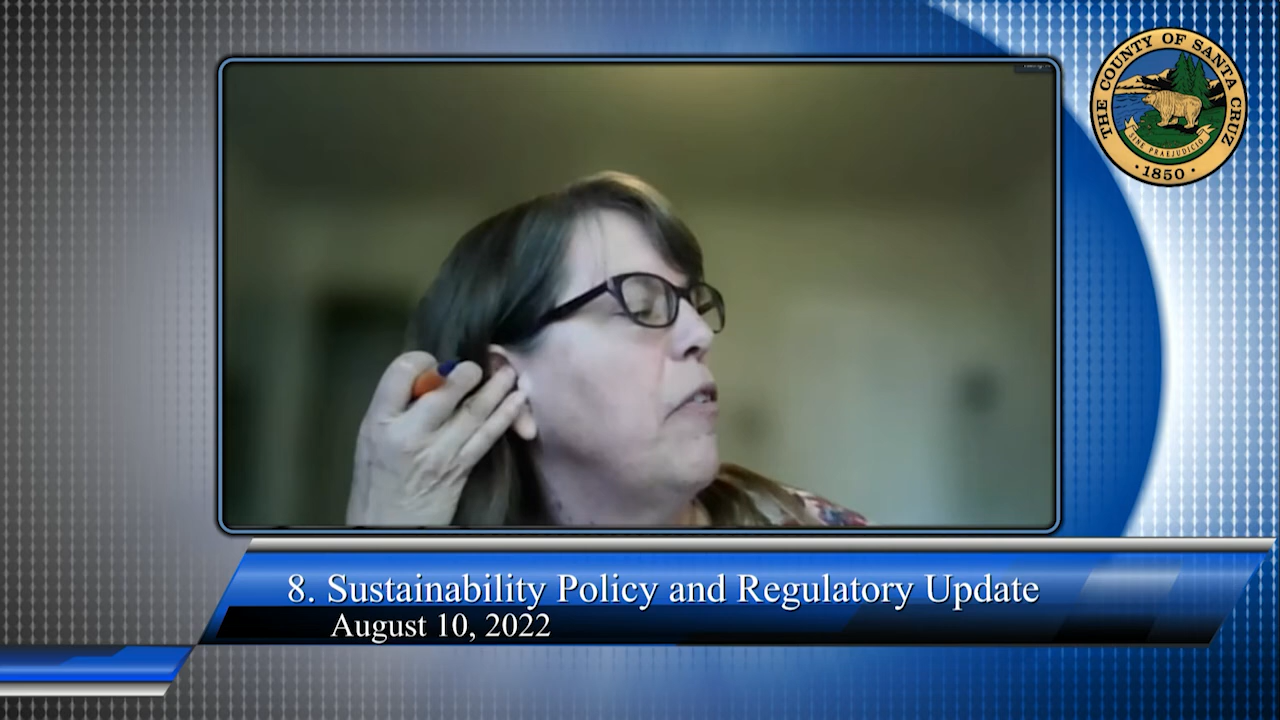 THE COUNTY OF SANTA CRUZ
SINE PRAEJUDICIO
• 1850 •
8. Sustainability Policy and Regulatory Update
August 10, 2022